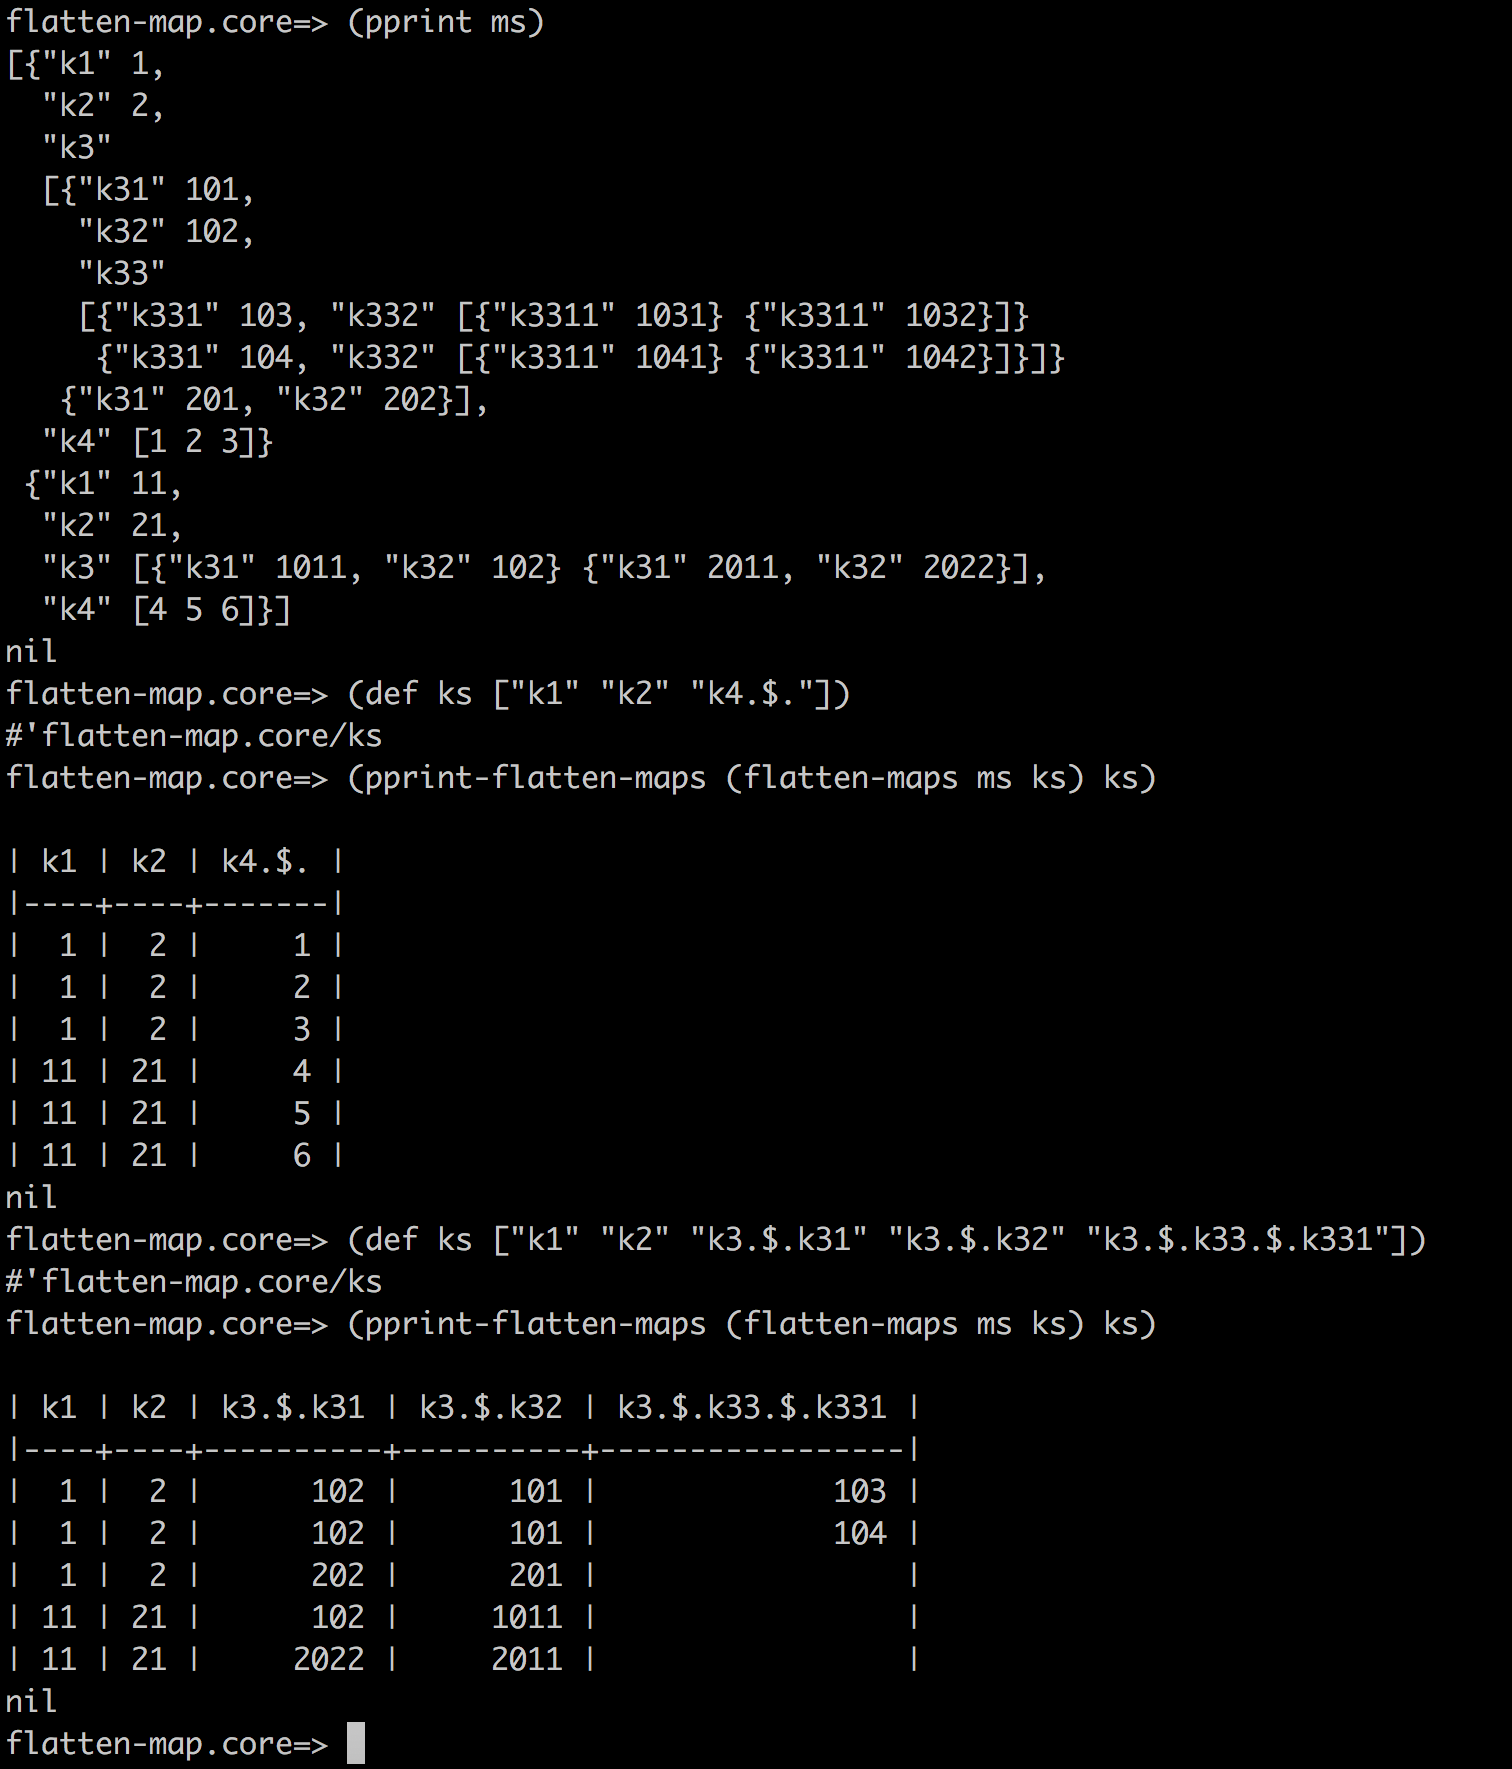 flatten-map.core=> (pprint ms)
[{"k1" 1,
  "k2" 2,
  "k3"
  [{"k31" 101,
    "k32" 102,
    "k33"
    [{"k331" 103, "k332" [{"k3311" 1031} {"k3311" 1032}]}
     {"k331" 104, "k332" [{"k3311" 1041} {"k3311" 1042}]}]}
   {"k31" 201, "k32" 202}],
  "k4" [1 2 3]}
 {"k1" 11,
  "k2" 21,
  "k3" [{"k31" 1011, "k32" 102} {"k31" 2011, "k32" 2022}],
  "k4" [4 5 6]}]
nil
flatten-map.core=> (def ks ["k1" "k2" "k4.$."])
#'flatten-map.core/ks
flatten-map.core=> (pprint-flatten-maps (flatten-maps ms ks) ks)

| k1 | k2 | k4.$. |
|----+----+-------|
|  1 |  2 |     1 |
|  1 |  2 |     2 |
|  1 |  2 |     3 |
| 11 | 21 |     4 |
| 11 | 21 |     5 |
| 11 | 21 |     6 |
nil
flatten-map.core=> (def ks ["k1" "k2" "k3.$.k31" "k3.$.k32" "k3.$.k33.$.k331"])
#'flatten-map.core/ks
flatten-map.core=> (pprint-flatten-maps (flatten-maps ms ks) ks)

| k1 | k2 | k3.$.k31 | k3.$.k32 | k3.$.k33.$.k331 |
|----+----+----------+----------+-----------------|
|  1 |  2 |      102 |      101 |             103 |
|  1 |  2 |      102 |      101 |             104 |
|  1 |  2 |      202 |      201 |                 |
| 11 | 21 |      102 |     1011 |                 |
| 11 | 21 |     2022 |     2011 |                 |
nil
flatten-map.core=>